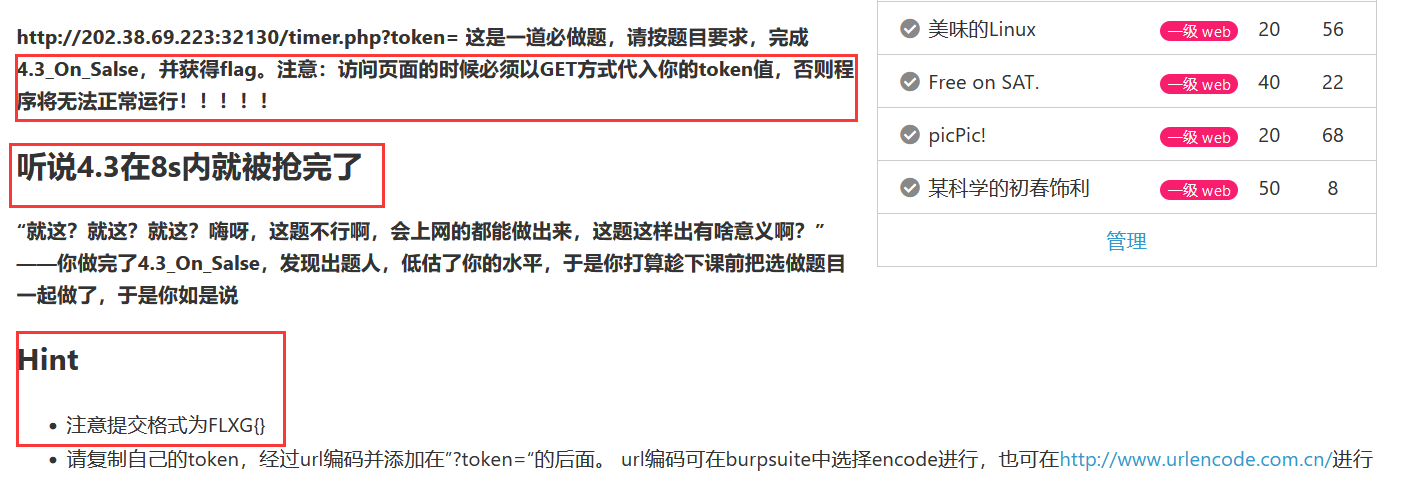 http://202.38.69.223:32130/timer.php?token= 这是一道必做题，请按题目要求，完成
4.3_On_Salse，并获得flag。注意：访问页面的时候必须以GET方式代入你的token值，否则程
序将无法正常运行！！！！！
听说4.3在8s内就被抢完了
“就这？就这？就这？嗨呀，这题不行啊，会上网的都能做出来，这题这样出有啥意义啊？”
——你做完了4.3_On_Salse，发现出题人，低估了你的水平，于是你打算趁下课前把选做题目
一起做了，于是你如是说
Hint
• 注意提交格式为FLXG{}
• 请复制自己的token，经过url编码并添加在”?token=“的后面。 url编码可在burpsuite中选择encode进行，也可在http://www.urlencode.com.cn/进行
美味的Linux 一级 web 20 56
Free on SAT. 一级 web 40 22
picPic! 一级 web 20 68
某科学的初春饰利 一级 web 50 8
管理